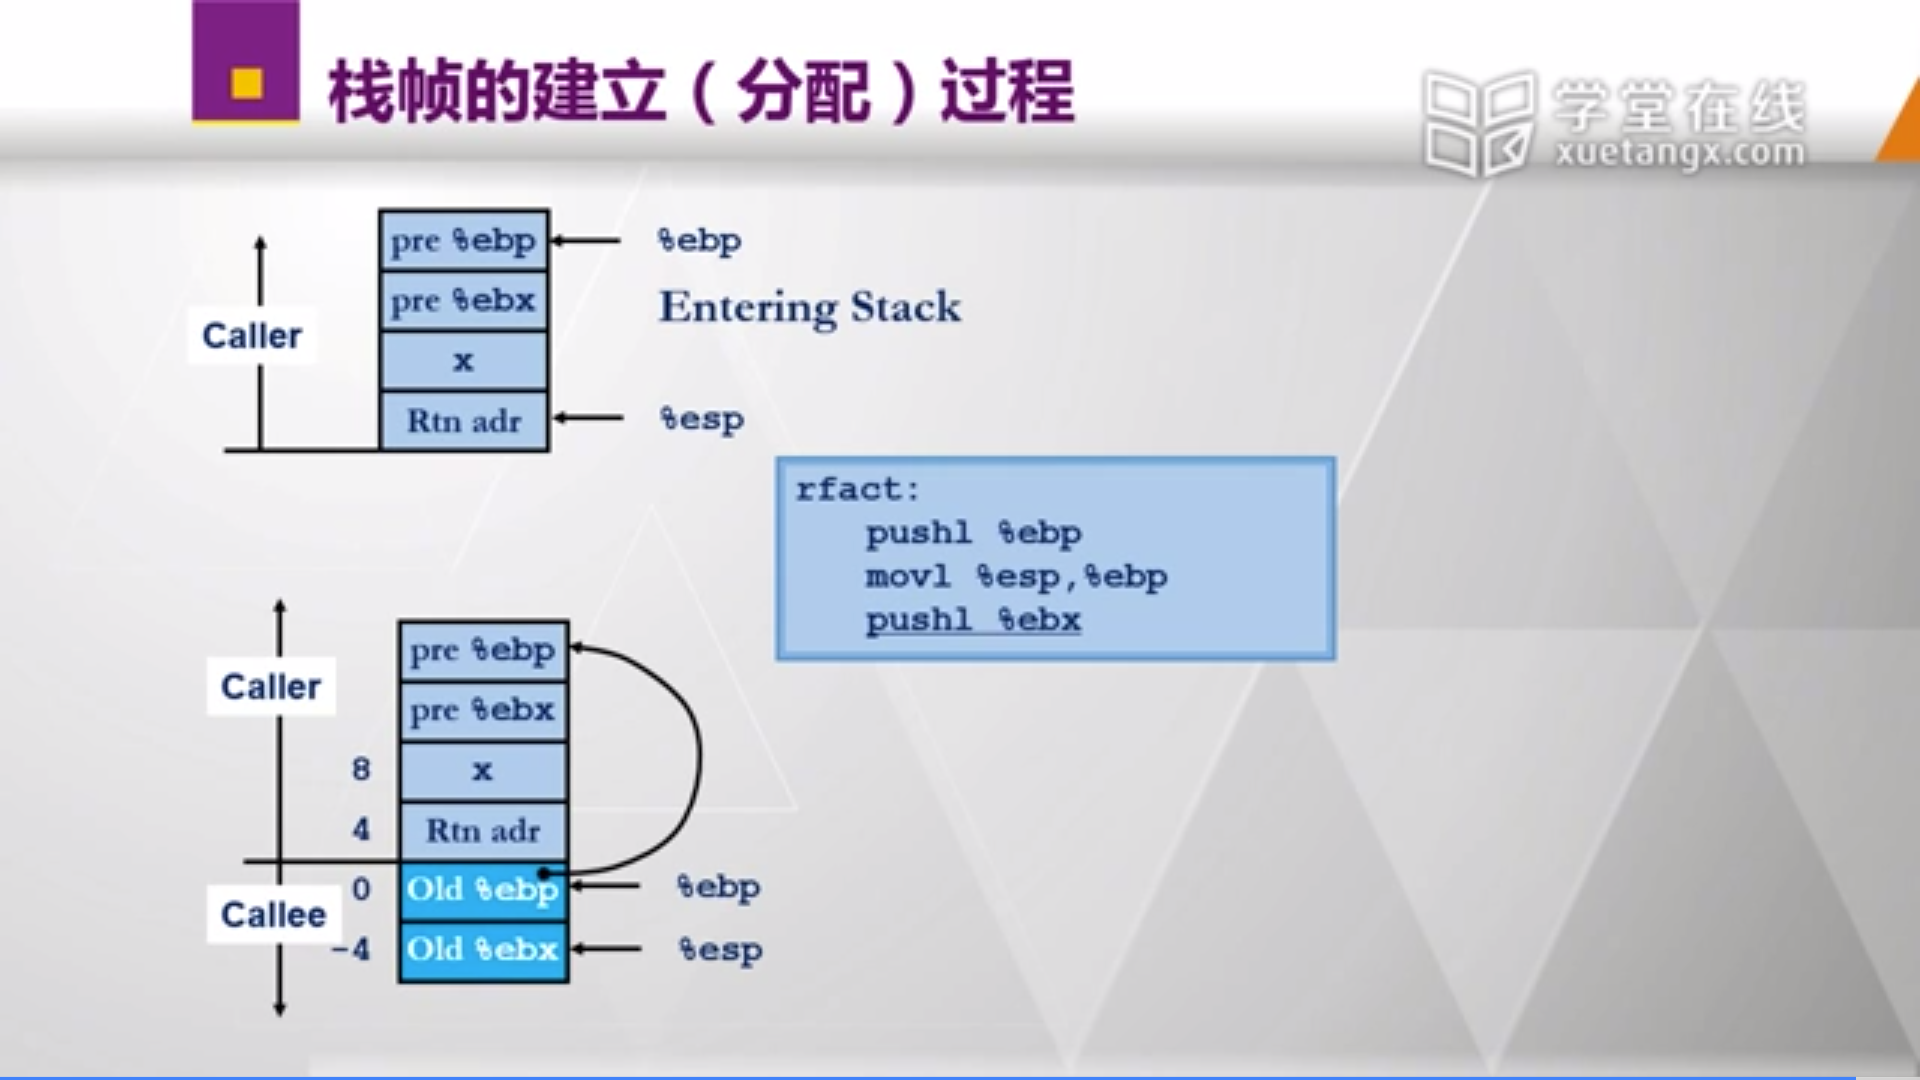 栈帧的建立（分配）过程
学堂在线
xuetangx.com
Caller
pre %ebp
pre %ebx
x
Rtn adr
%ebp
Entering Stack
%esp
rfact:
pushl %ebp
movl %esp,%ebp
pushl %ebx
Caller
Callee
8
4
0
-4
pre %ebp
pre %ebx
x
Rtn adr
Old %ebp
Old %ebx
%ebp
%esp